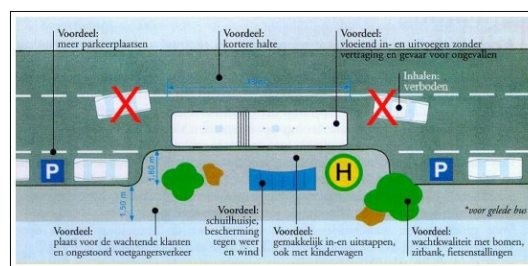 Voordeel:
meer parkeerplaatsen
Voordeel:
kortere halte
Voordeel:
vloeiend in- en uitvoegen zonder
vertraging en gevaar voor ongevallen
Inhalen:
verboden
P
P
H
1.80 m
1.50 m
Voordeel:
plaats voor de wachtende klanten
en ongestoord voetgangersverkeer
Voordeel:
schuilhuisje,
bescherming
tegen weer
en wind
Voordeel:
gemakkelijk in-en uitstappen,
ook met kinderwagen
*voor gelede bus
Voordeel:
wachtkwaliteit met bomen,
zitbank, fietsenstallingen